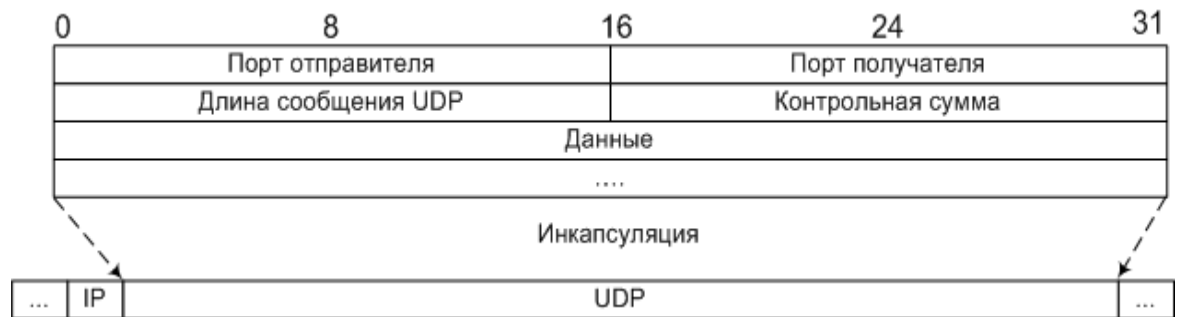 0 8 16 24 31
Порт отправителя Порт получателя
Длина сообщения UDP Контрольная сумма
Данные
....
Инкапсуляция
... IP UDP ...